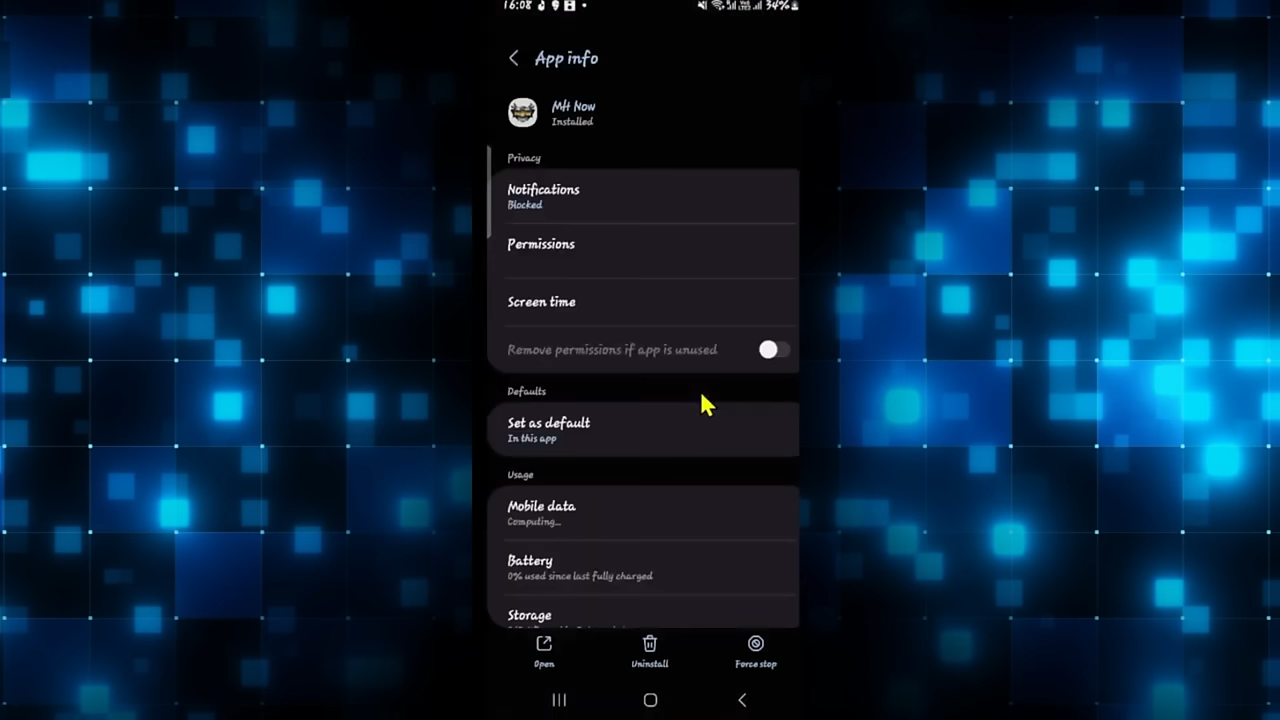 16:08
34%
App info
MH Now
Installed
Privacy
Notifications
Blocked
Permissions
Screen time
Remove permissions if app is unused
Defaults
Set as default
In this app
Usage
Mobile data
Computing...
Battery
0% used since last fully charged
Storage
Open
Uninstall
Force stop